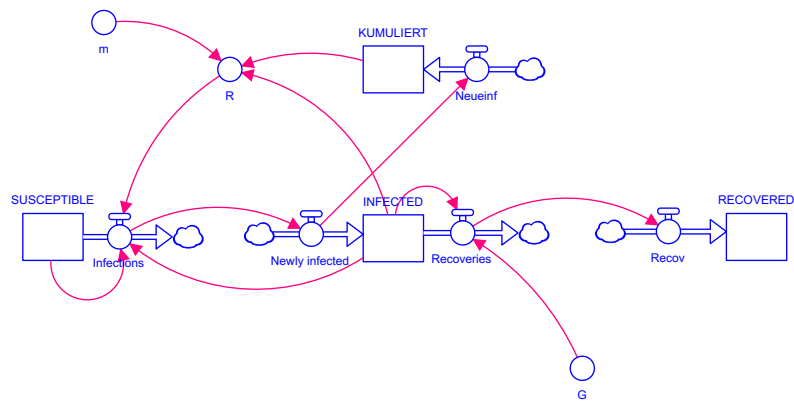 KUMULIERT
m
R
Neueinf
SUSCEPTIBLE
INFECTED
RECOVERED
Infections
Newly infected
Recoveries
Recov
G